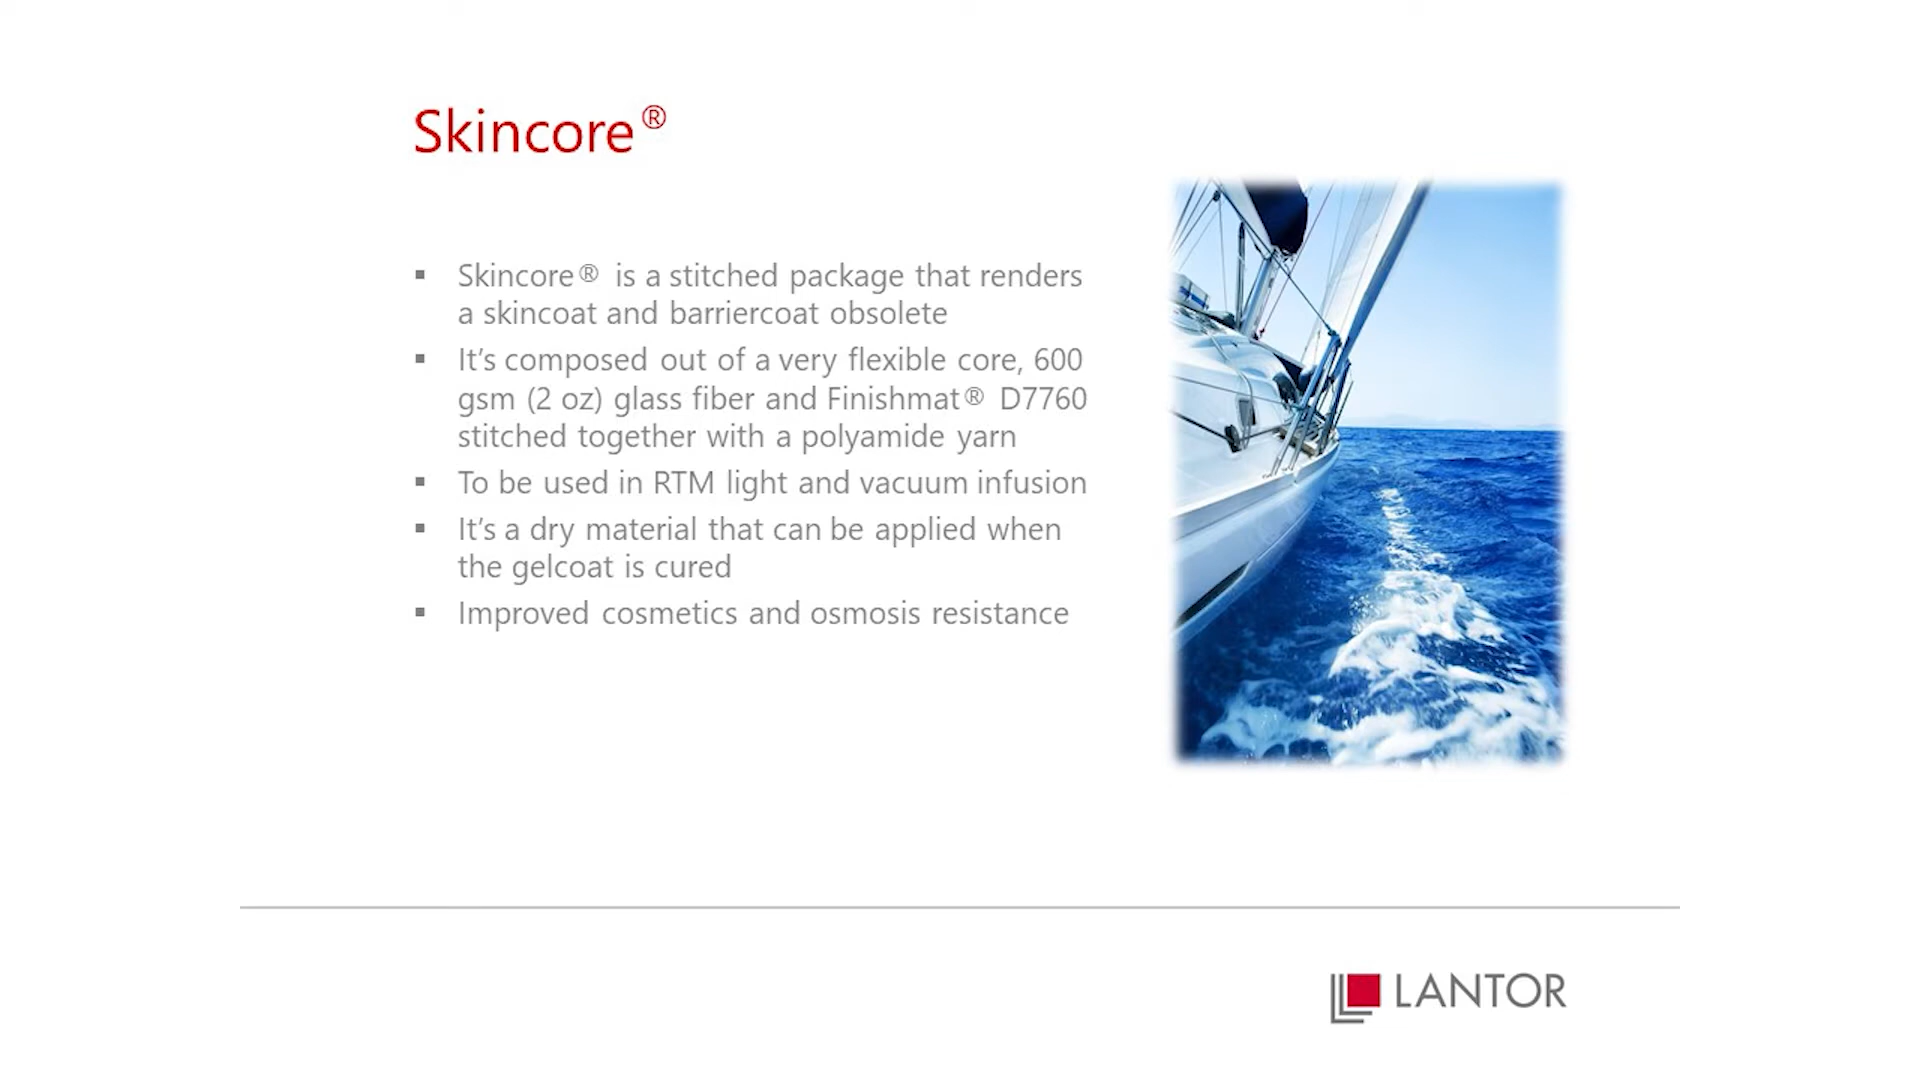 Skincore®
▪ Skincore® is a stitched package that renders
a skincoat and barriercoat obsolete
▪ It’s composed out of a very flexible core, 600
gsm (2 oz) glass fiber and Finishmat® D7760
stitched together with a polyamide yarn
▪ To be used in RTM light and vacuum infusion
▪ It’s a dry material that can be applied when
the gelcoat is cured
▪ Improved cosmetics and osmosis resistance
LANTOR